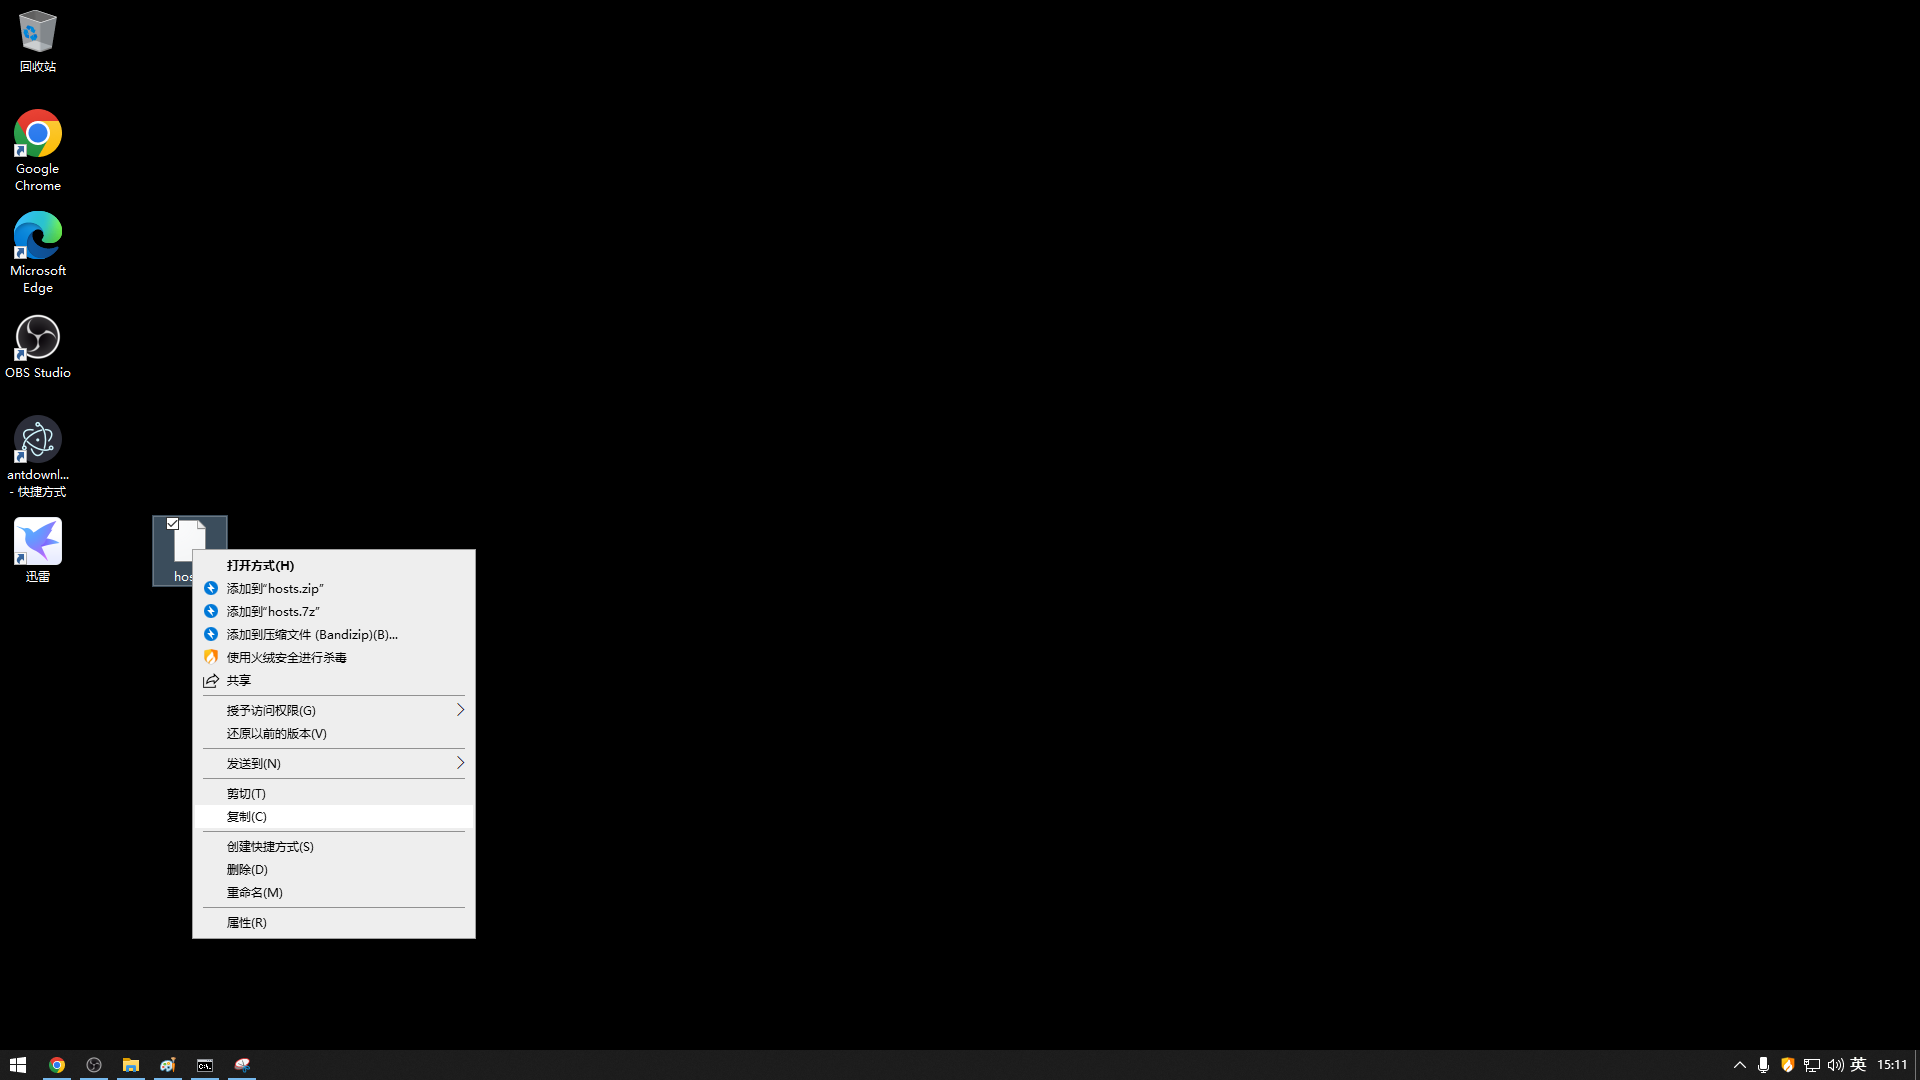 回收站
Google
Chrome
Microsoft
Edge
OBS Studio
antdownl...
- 快捷方式
迅雷
hos
打开方式(H)
添加到"hosts.zip"
添加到"hosts.7z"
添加到压缩文件 (Bandizip)(B)...
使用火绒安全进行杀毒
共享
授予访问权限(G)
还原以前的版本(V)
发送到(N)
剪切(T)
复制(C)
创建快捷方式(S)
删除(D)
重命名(M)
属性(R)
英
15:11